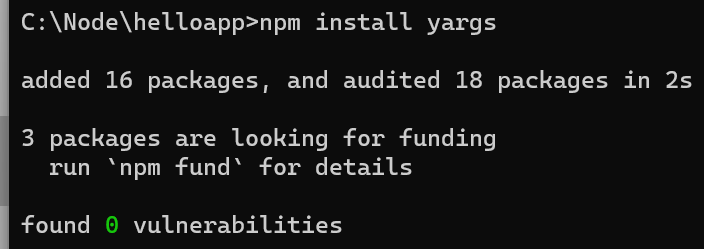 C:\Node\helloapp>npm install yargs
added 16 packages, and audited 18 packages in 2s
3 packages are looking for funding
  run `npm fund` for details
found 0 vulnerabilities